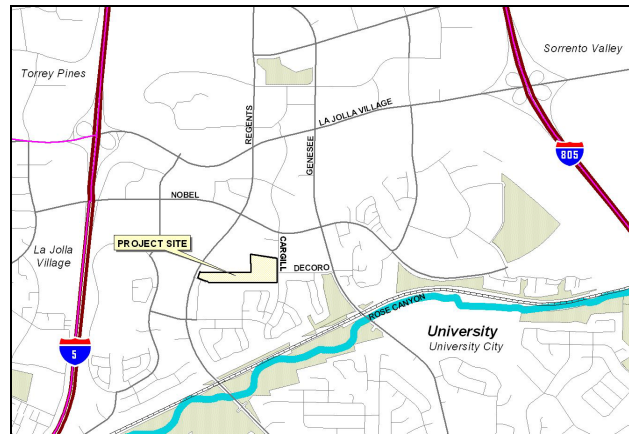 Torrey Pines
Sorrento Valley
REGENTS
GENESEE
LA JOLLA VILLAGE
805
NOBEL
PROJECT SITE
CARGILL
DECORO
La Jolla
Village
ROSE CANYON
University
University City
5